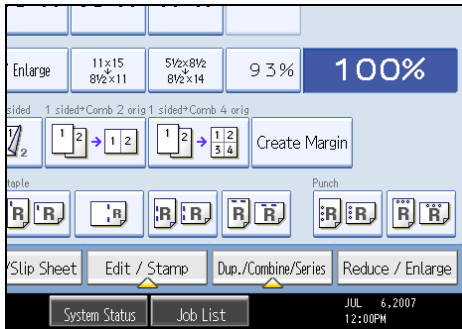 / Enlarge
11×15
8½×11
5½×8½
8½×14
93%
100%
sided
1 sided→Comb 2 orig
1 sided→Comb 4 orig
2
1 2 → 1 2
1 2 → 1 2
3 4
Create Margin
taple
Punch
R R
R
R R
R R
R R
R R
/Slip Sheet
Edit / Stamp
Dup./Combine/Series
Reduce / Enlarge
System Status
Job List
JUL 6,2007
12:00PM